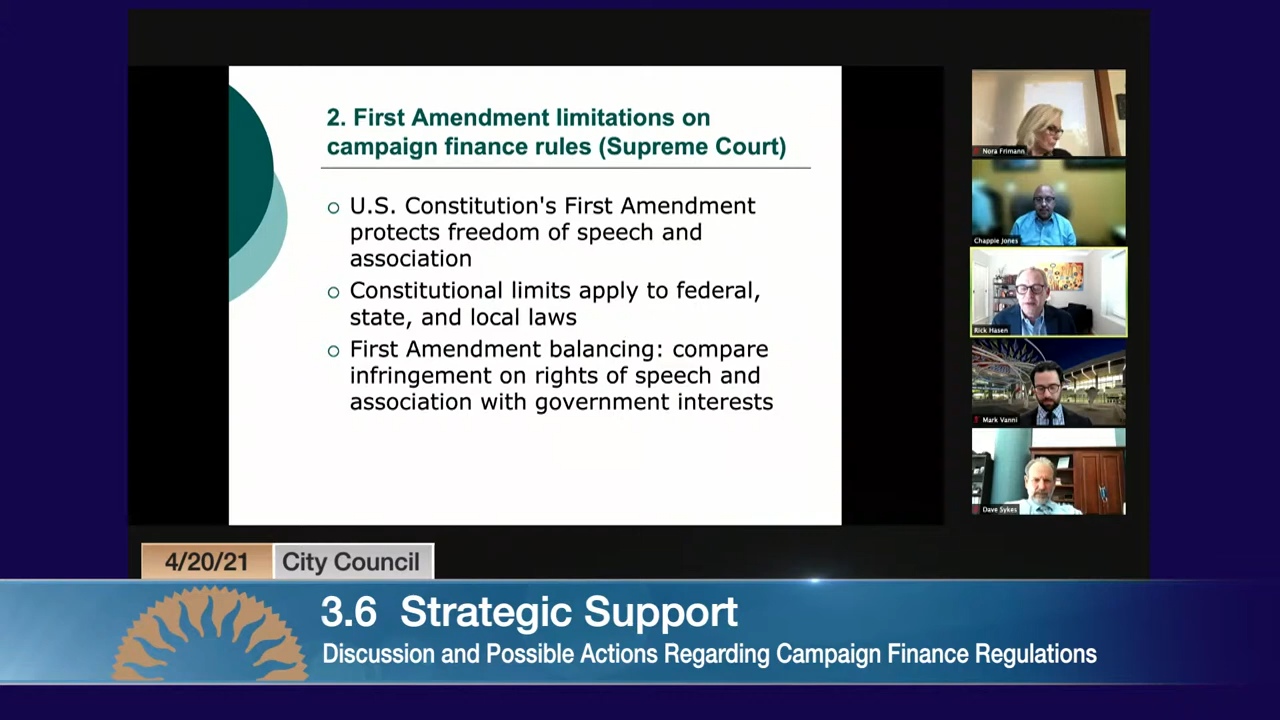 2. First Amendment limitations on
campaign finance rules (Supreme Court)
U.S. Constitution's First Amendment
protects freedom of speech and
association
Constitutional limits apply to federal,
state, and local laws
First Amendment balancing: compare
infringement on rights of speech and
association with government interests
Nora Frimann
Chappie Jones
Rick Hasen
Mark Vanni
Dave Sykes
4/20/21 City Council
3.6 Strategic Support
Discussion and Possible Actions Regarding Campaign Finance Regulations